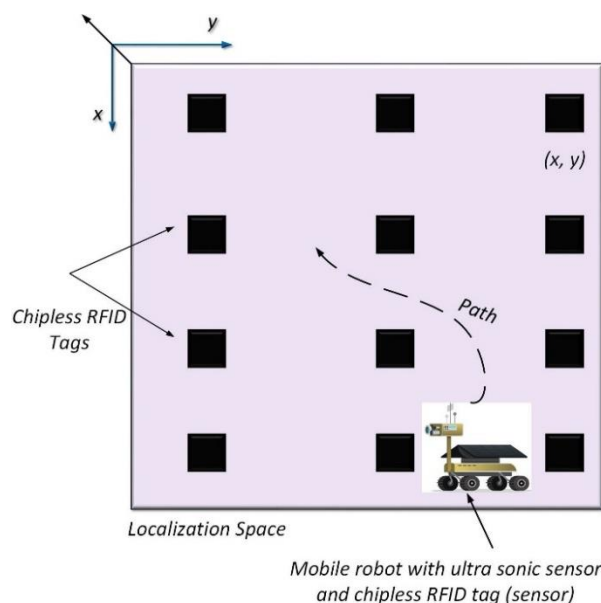 y
x
(x, y)
Chipless RFID
Tags
Path
Localization Space
Mobile robot with ultra sonic sensor
and chipless RFID tag (sensor)